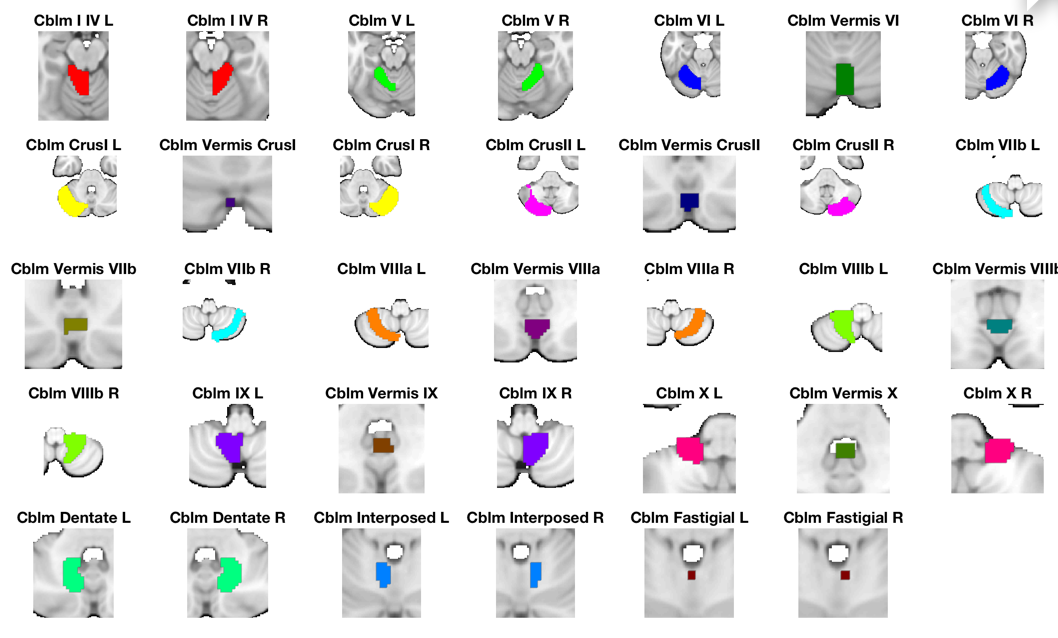 Cblm I IV L
Cblm I IV R
Cblm V L
Cblm V R
Cblm VI L
Cblm Vermis VI
Cblm VI R
Cblm CrusI L
Cblm Vermis CrusI
Cblm CrusI R
Cblm CrusII L
Cblm Vermis CrusII
Cblm CrusII R
Cblm VIIb L
Cblm Vermis VIIb
Cblm VIIb R
Cblm VIIIa L
Cblm Vermis VIIIa
Cblm VIIIa R
Cblm VIIIb L
Cblm Vermis VIIIb
Cblm VIIIb R
Cblm IX L
Cblm Vermis IX
Cblm IX R
Cblm X L
Cblm Vermis X
Cblm X R
Cblm Dentate L
Cblm Dentate R
Cblm Interposed L
Cblm Interposed R
Cblm Fastigial L
Cblm Fastigial R